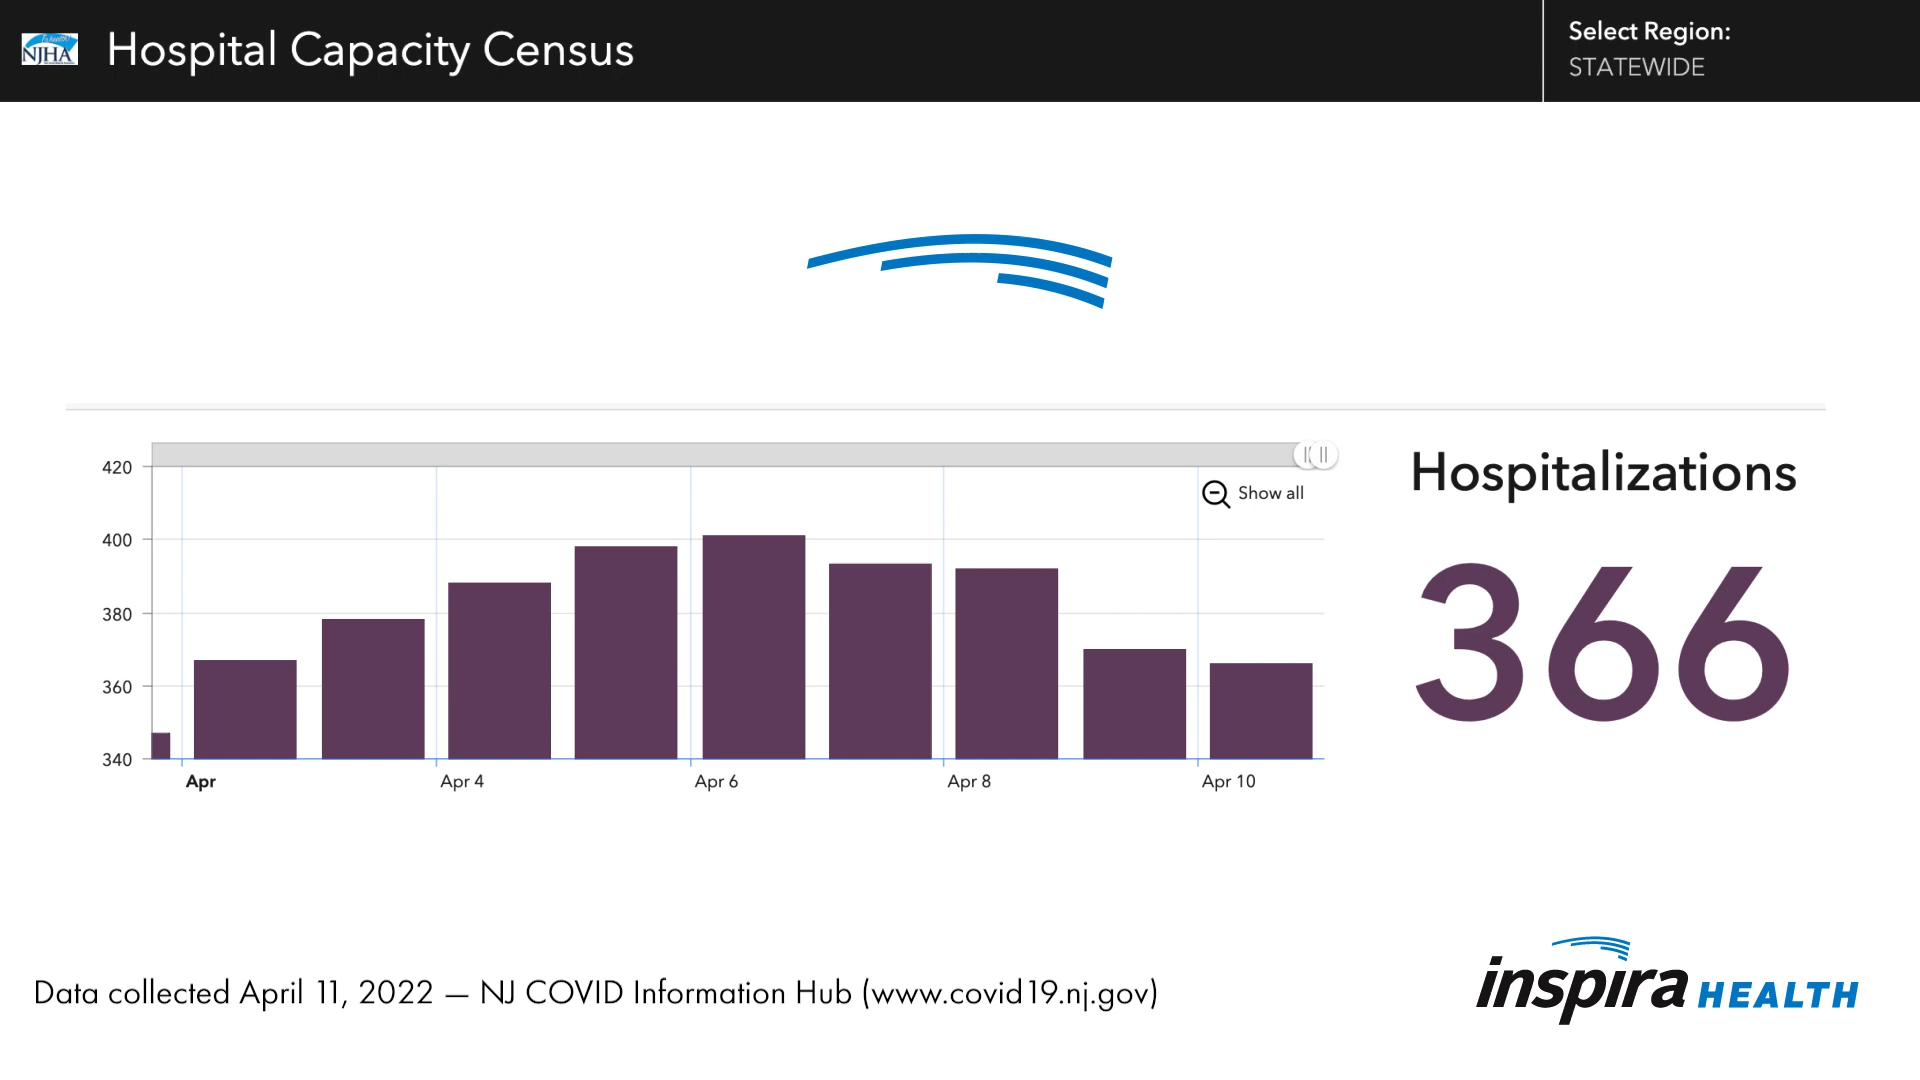 NJHA
Hospital Capacity Census
Select Region:
STATEWIDE
420
400
380
360
340
Show all
Apr
Apr 4
Apr 6
Apr 8
Apr 10
Hospitalizations
366
Data collected April 11, 2022 — NJ COVID Information Hub (www.covid19.nj.gov)
inspira HEALTH